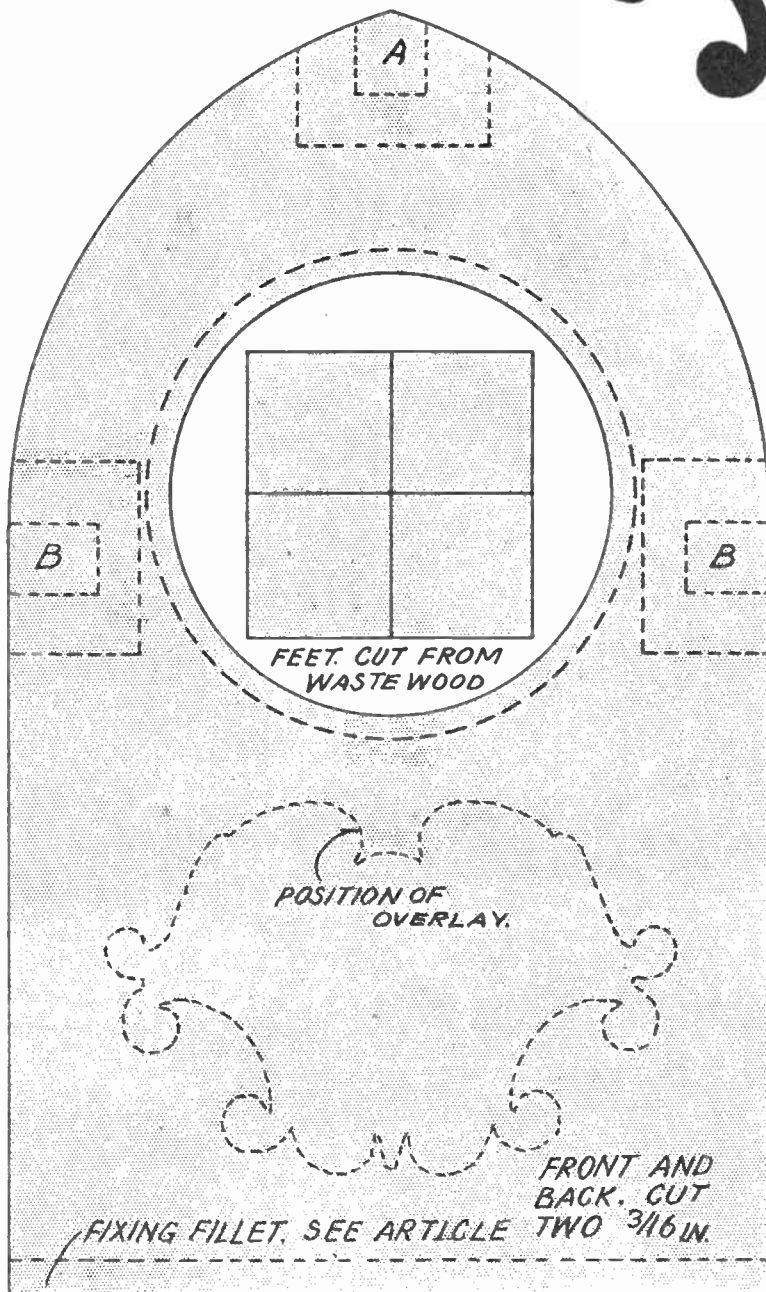 A
B
B
FEET. CUT FROM
WASTE WOOD
POSITION OF
OVERLAY.
FRONT AND
BACK. CUT
TWO 3/16 IN.
FIXING FILLET. SEE ARTICLE